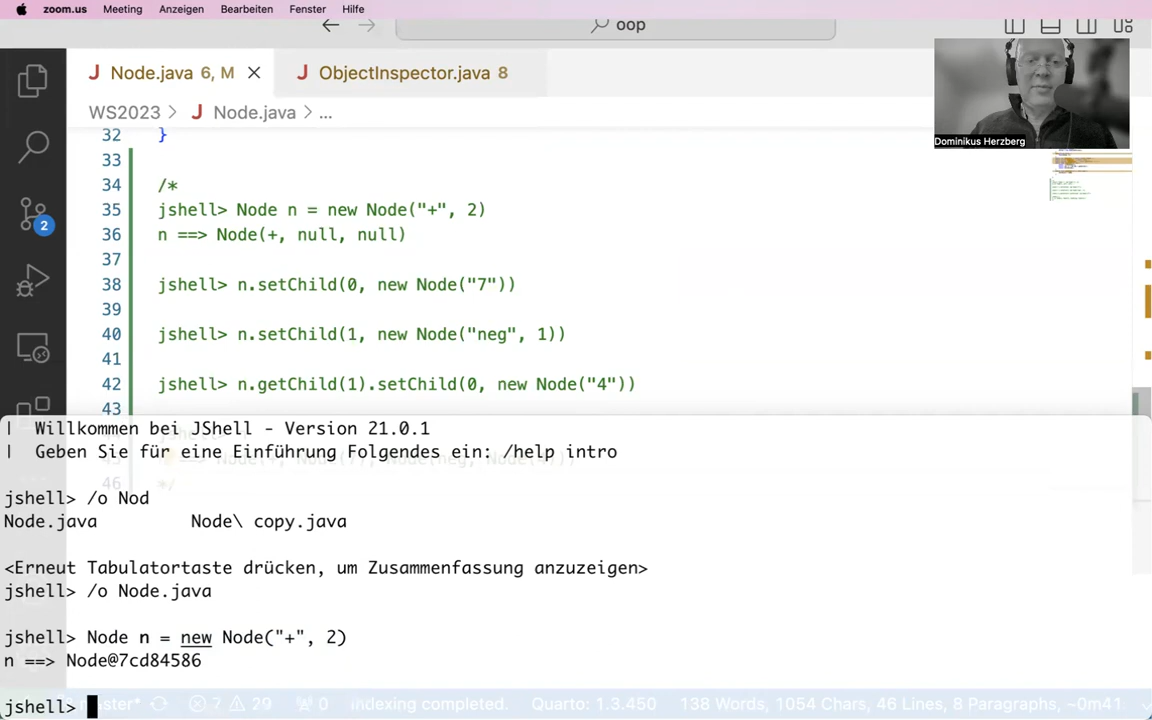 zoom.us Meeting Anzeigen Bearbeiten Fenster Hilfe
oop
Node.java 6, M ObjectInspector.java 8
WS2023 Node.java ...
Dominikus Herzberg
32 }
33
34 /*
35 jshell> Node n = new Node("+", 2)
36 n ==> Node(+, null, null)
37
38 jshell> n.setChild(0, new Node("7"))
39
40 jshell> n.setChild(1, new Node("neg", 1))
41
42 jshell> n.getChild(1).setChild(0, new Node("4"))
43
46 */
2
| Willkommen bei JShell - Version 21.0.1
| Geben Sie für eine Einführung Folgendes ein: /help intro
jshell> /o Nod
Node.java Node\ copy.java
<Erneut Tabulatortaste drücken, um Zusammenfassung anzuzeigen>
jshell> /o Node.java
jshell> Node n = new Node("+", 2)
n ==> Node@7cd84586
jshell>
7 29 0 Indexing completed. Quarto: 1.3.450 138 Words, 1054 Chars, 46 Lines, 8 Paragraphs, ~0m41